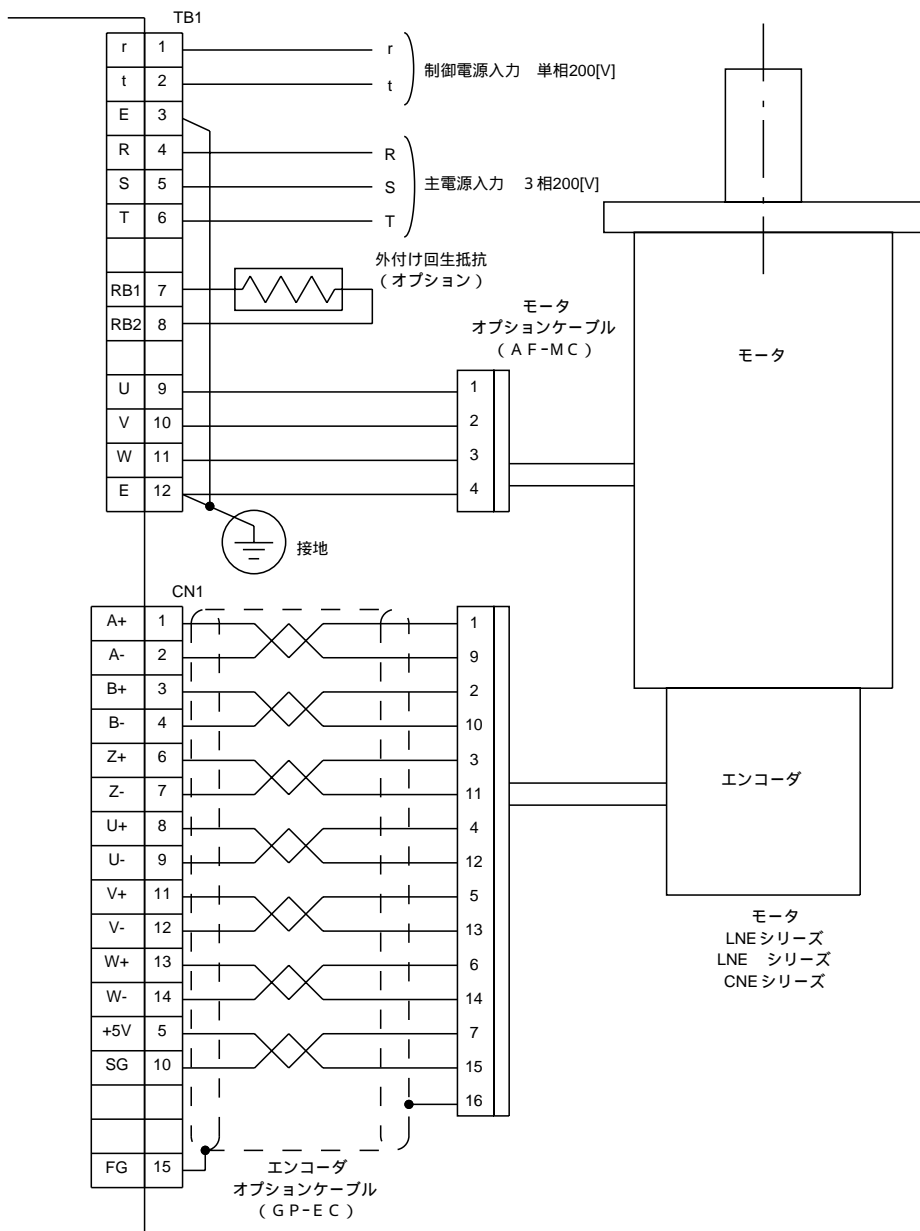 TB1
r 1 r
t 2 t
制御電源入力 単相200[V]
E 3
R 4 R
S 5 S
主電源入力 3相200[V]
T 6 T
外付け回生抵抗
(オプション)
RB1 7
RB2 8
モータ
オプションケーブル
(AF-MC)
モータ
U 9 1
V 10 2
W 11 3
E 12 4
接地
CN1
A+ 1 1
A- 2 9
B+ 3 2
B- 4 10
Z+ 6 3
Z- 7 11
エンコーダ
U+ 8 4
U- 9 12
V+ 11 5
V- 12 13
W+ 13 6
W- 14 14
+5V 5 7
SG 10 15
16
FG 15
モータ
LNEシリーズ
LNE シリーズ
CNEシリーズ
エンコーダ
オプションケーブル
(GP-EC)